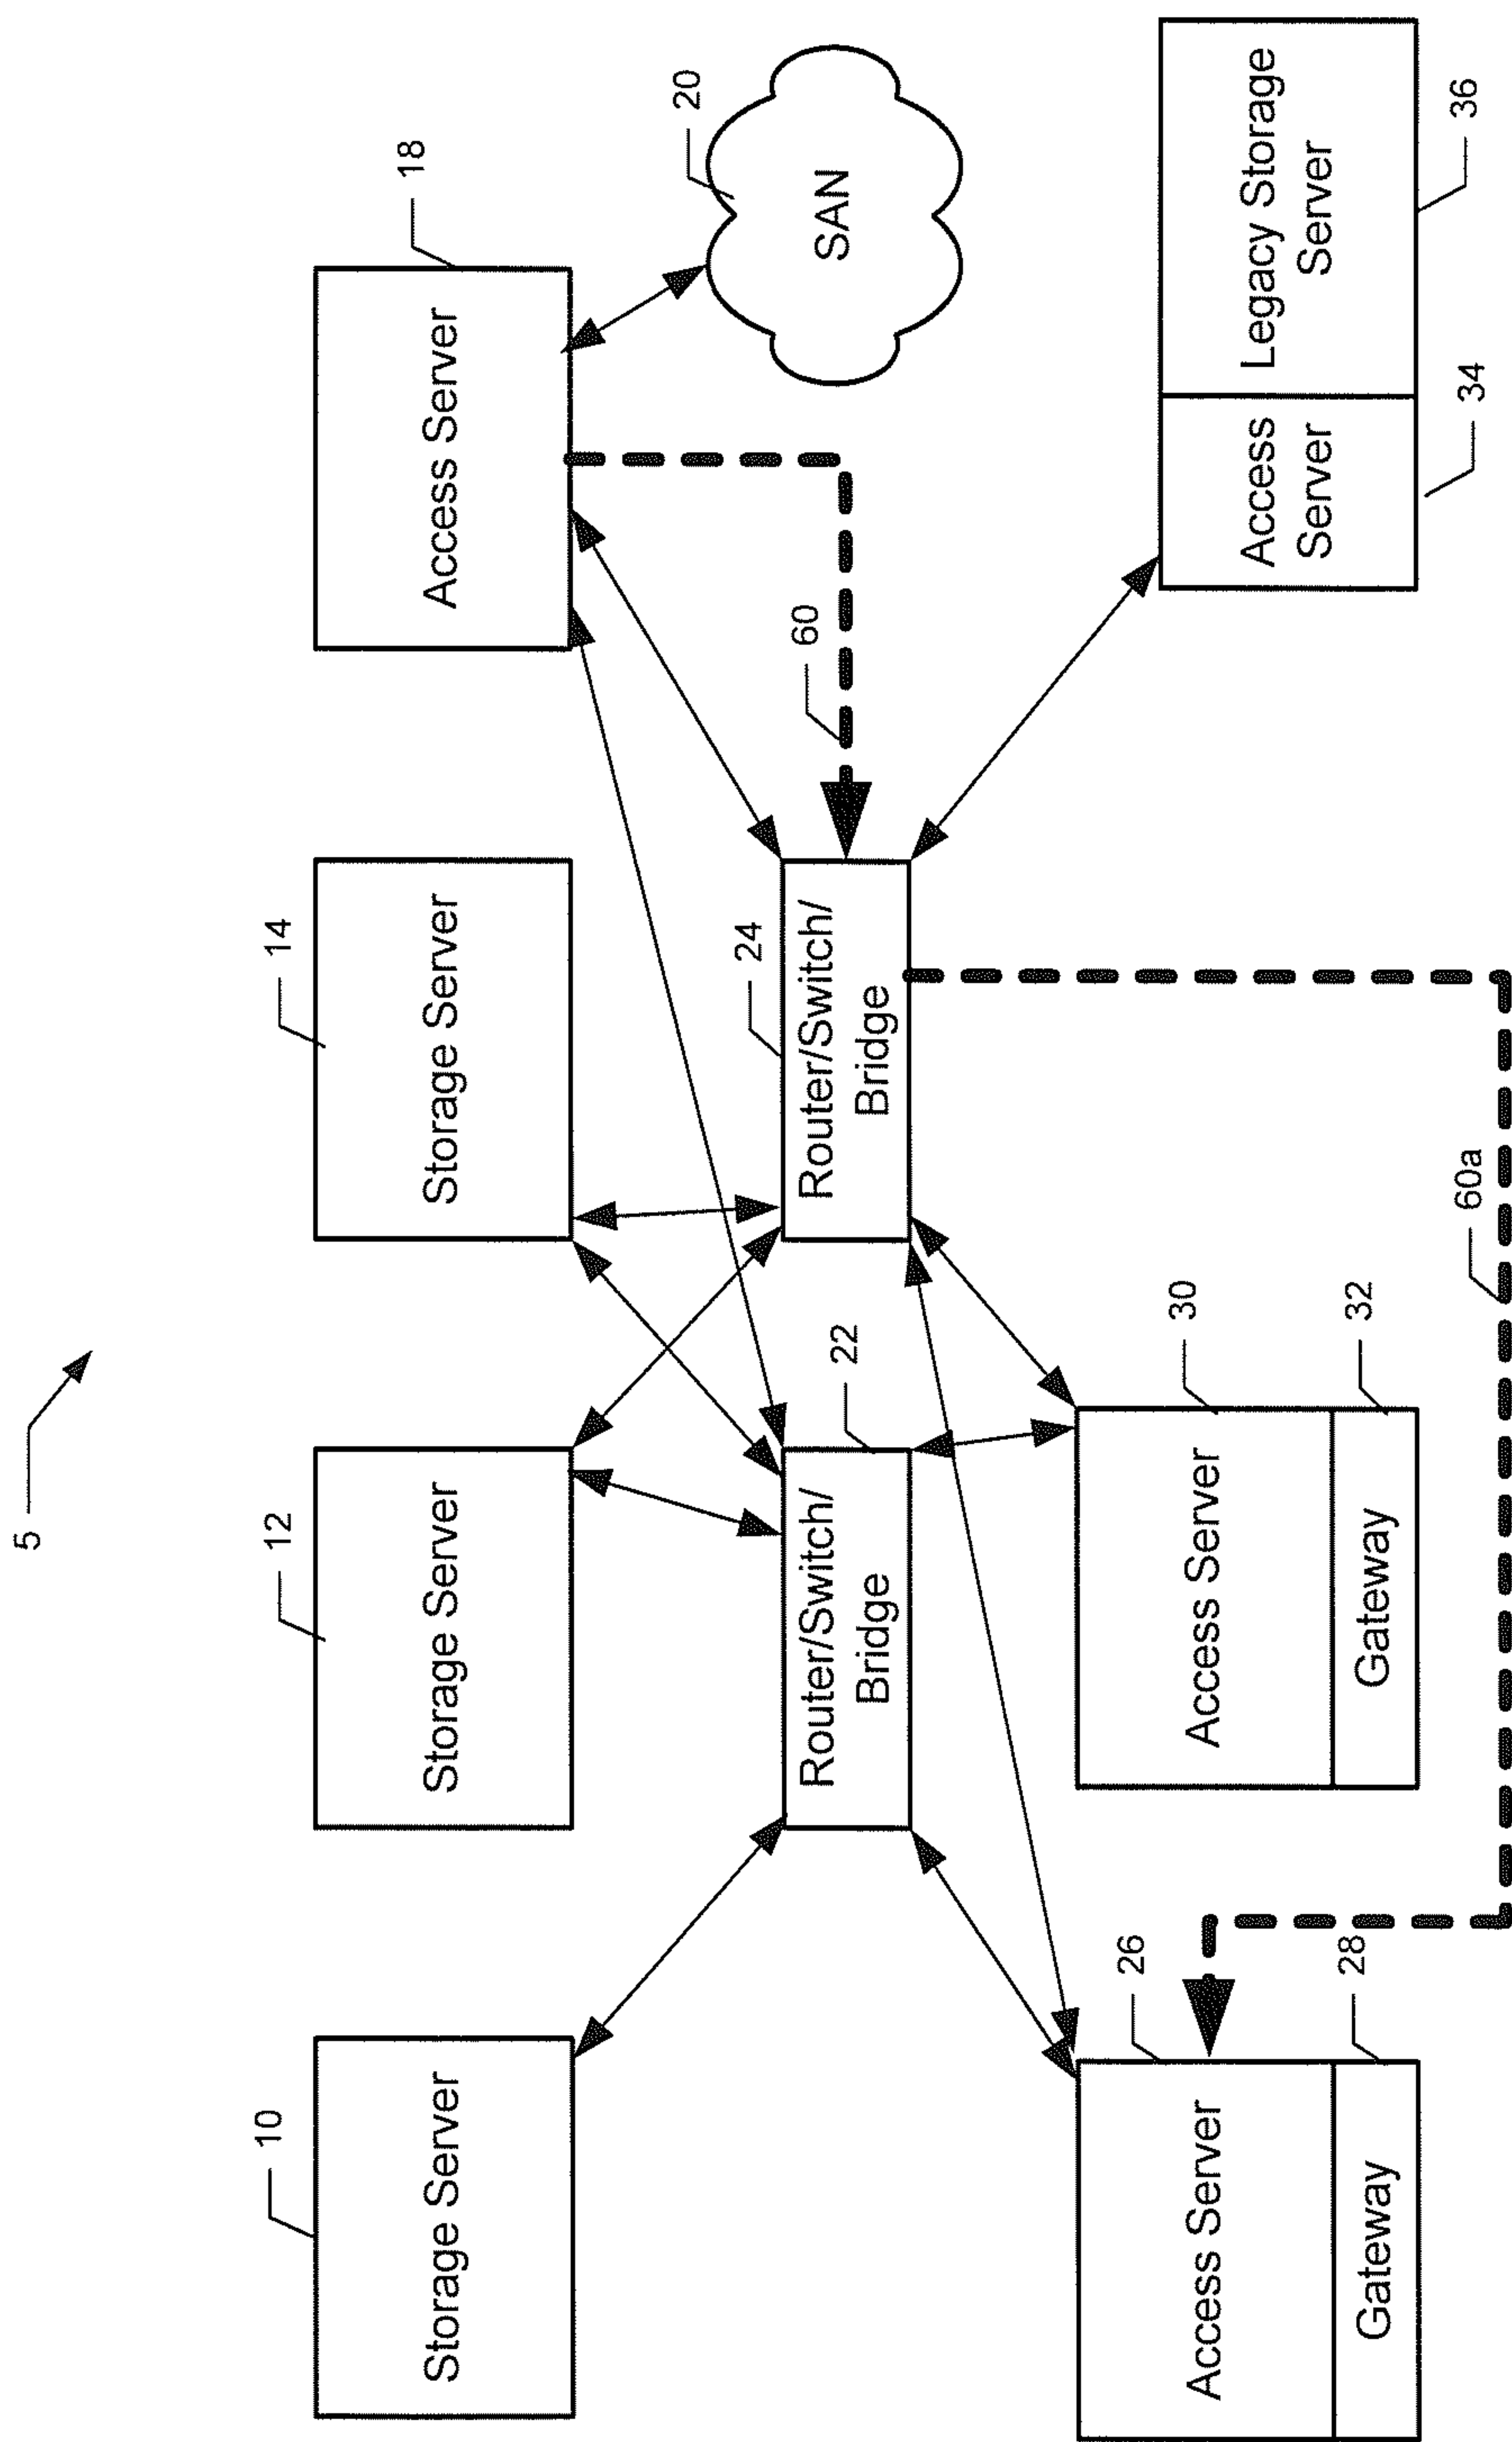 5
10
Storage Server
12
Storage Server
14
Storage Server
18
Access Server
20
SAN
22
Router/Switch/
Bridge
24
Router/Switch/
Bridge
60
26
Access Server
28
Gateway
30
Access Server
32
Gateway
34
Access
Server
36
Legacy Storage
Server
60a